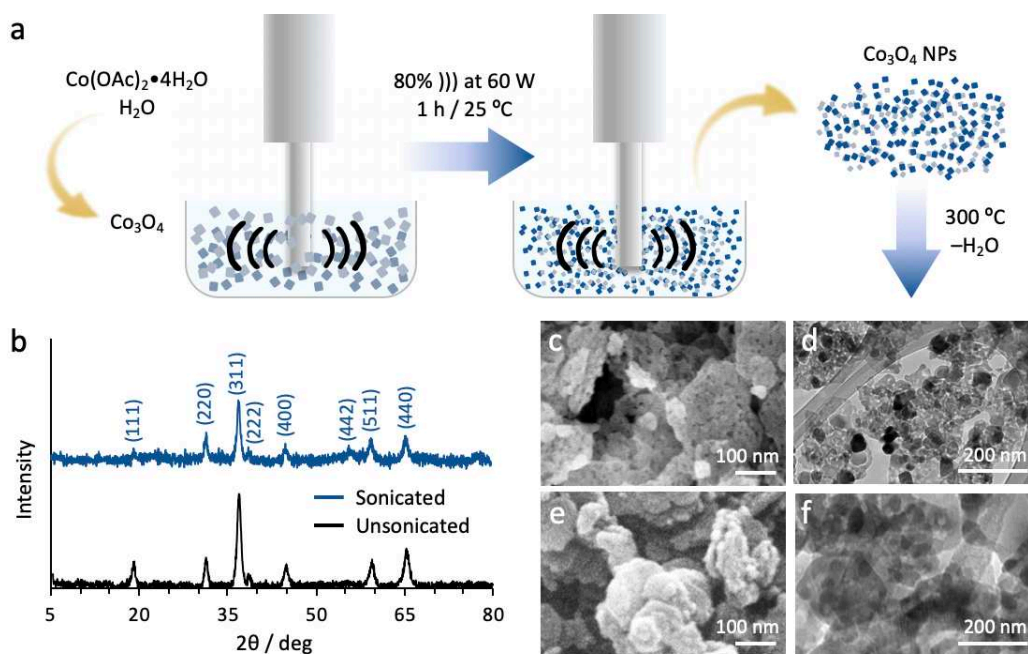 a
Co(OAc)₂•4H₂O
H₂O
Co₃O₄
80% ))) at 60 W
1 h / 25 ⁰C
Co₃O₄ NPs
300 ⁰C
–H₂O
b
Intensity
(111)
(220)
(311)
(222)
(400)
(442)
(511)
(440)
Sonicated
Unsonicated
5 20 35 50 65 80
2θ / deg
c
100 nm
d
200 nm
e
100 nm
f
200 nm